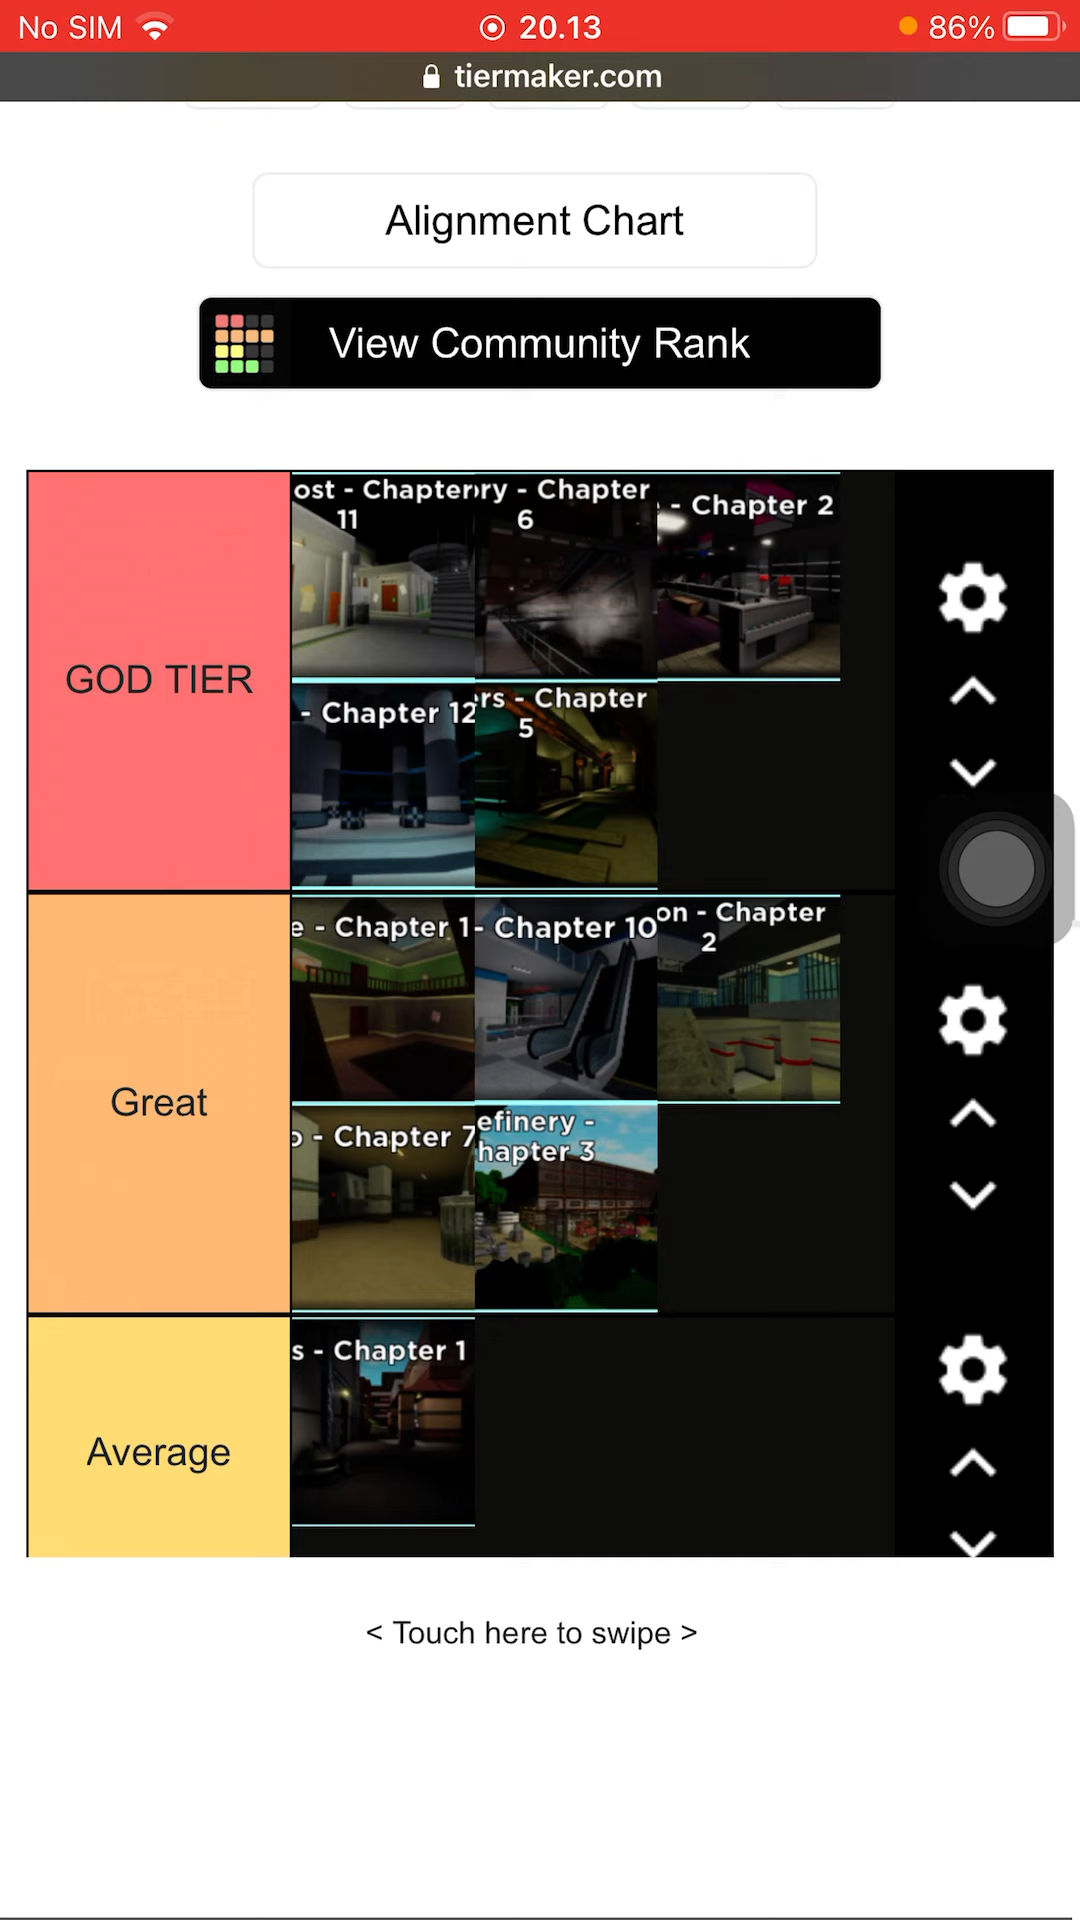 No SIM 20.13 86%
tiermaker.com
Alignment Chart
View Community Rank
GOD TIER
ost - Chapter
11
ry - Chapter
6
- Chapter 2
- Chapter 12
rs - Chapter
5
Great
e - Chapter 1
- Chapter 10
on - Chapter
2
o - Chapter 7
efinery -
hapter 3
Average
s - Chapter 1
< Touch here to swipe >